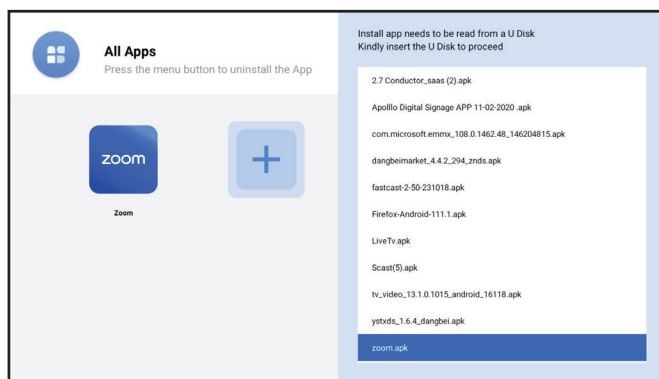 All Apps
Press the menu button to uninstall the App
zoom
Zoom
Install app needs to be read from a U Disk
Kindly insert the U Disk to proceed
2.7 Conductor_saas (2).apk
Apolllo Digital Signage APP 11-02-2020 .apk
com.microsoft.emmx_108.0.1462.48_146204815.apk
dangbeimarket_4.4.2_294_znds.apk
fastcast-2-50-231018.apk
Firefox-Android-111.1.apk
LiveTv.apk
Scast(5).apk
tv_video_13.1.0.1015_android_16118.apk
ystxds_1.6.4_dangbei.apk
zoom.apk